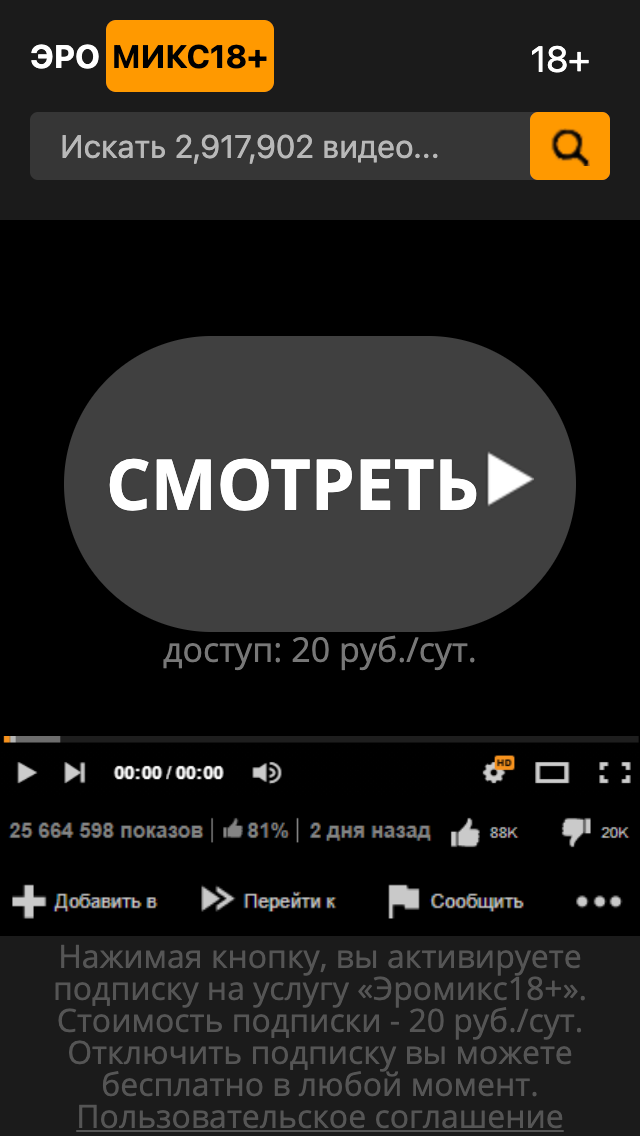 ЭРО МИКС18+ 18+
Искать 2,917,902 видео...
СМОТРЕТЬ
доступ: 20 руб./сут.
00:00 / 00:00 HD
25 664 598 показов 81% 2 дня назад 88K 20K
Добавить в Перейти к Сообщить
Нажимая кнопку, вы активируете
подписку на услугу «Эромикс18+».
Стоимость подписки - 20 руб./сут.
Отключить подписку вы можете
бесплатно в любой момент.
Пользовательское соглашение